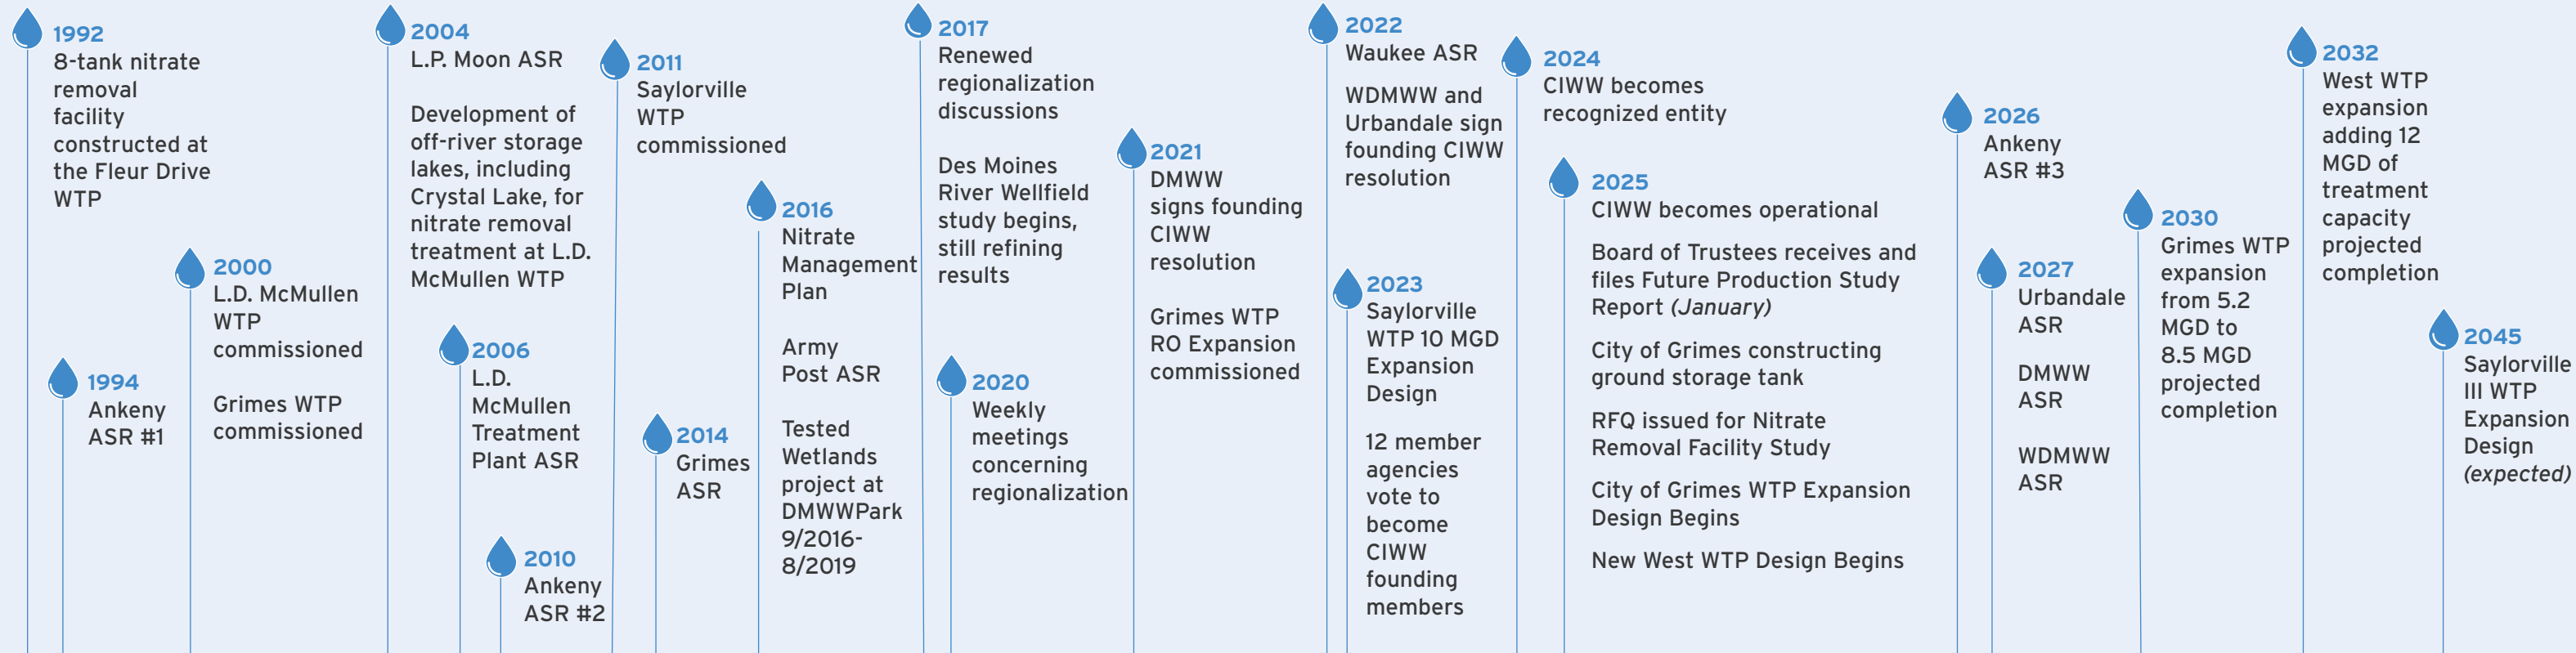 1992
8-tank nitrate
removal
facility
constructed at
the Fleur Drive
WTP
1994
Ankeny
ASR #1
2000
L.D. McMullen
WTP
commissioned
Grimes WTP
commissioned
2004
L.P. Moon ASR
Development of
off-river storage
lakes, including
Crystal Lake, for
nitrate removal
treatment at L.D.
McMullen WTP
2006
L.D.
McMullen
Treatment
Plant ASR
2010
Ankeny
ASR #2
2011
Saylorville
WTP
commissioned
2014
Grimes
ASR
2016
Nitrate
Management
Plan
Army
Post ASR
Tested
Wetlands
project at
DMWWPark
9/2016-
8/2019
2017
Renewed
regionalization
discussions
Des Moines
River Wellfield
study begins,
still refining
results
2020
Weekly
meetings
concerning
regionalization
2021
DMWW
signs founding
CIWW
resolution
Grimes WTP
RO Expansion
commissioned
2022
Waukee ASR
WDMWW and
Urbandale sign
founding CIWW
resolution
2023
Saylorville
WTP 10 MGD
Expansion
Design
12 member
agencies
vote to
become
CIWW
founding
members
2024
CIWW becomes
recognized entity
2025
CIWW becomes operational
Board of Trustees receives and
files Future Production Study
Report (January)
City of Grimes constructing
ground storage tank
RFQ issued for Nitrate
Removal Facility Study
City of Grimes WTP Expansion
Design Begins
New West WTP Design Begins
2026
Ankeny
ASR #3
2027
Urbandale
ASR
DMWW
ASR
WDMWW
ASR
2030
Grimes WTP
expansion
from 5.2
MGD to
8.5 MGD
projected
completion
2032
West WTP
expansion
adding 12
MGD of
treatment
capacity
projected
completion
2045
Saylorville
III WTP
Expansion
Design
(expected)